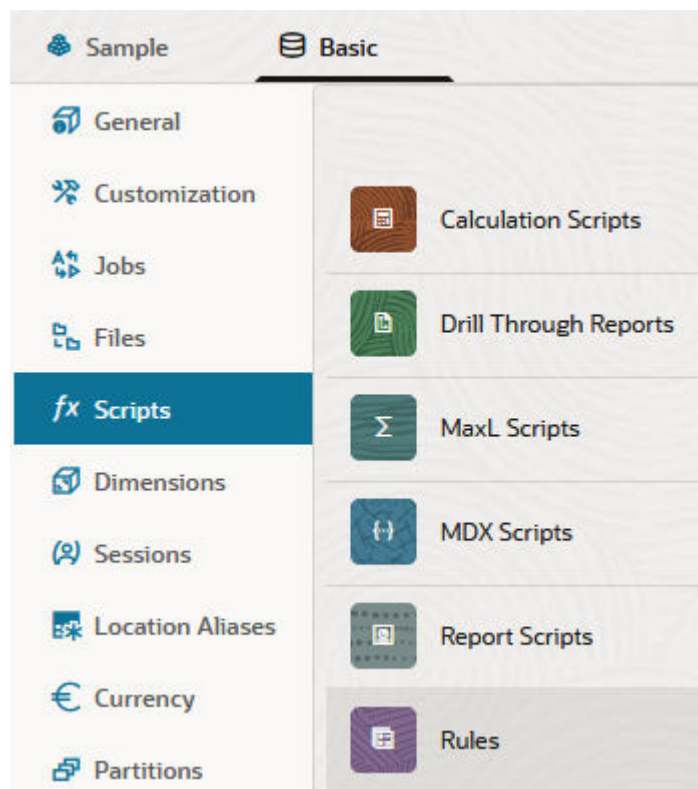 Sample
Basic
General
Customization
Jobs
Files
fx Scripts
Dimensions
Sessions
Location Aliases
Currency
Partitions
Calculation Scripts
Drill Through Reports
MaxL Scripts
MDX Scripts
Report Scripts
Rules